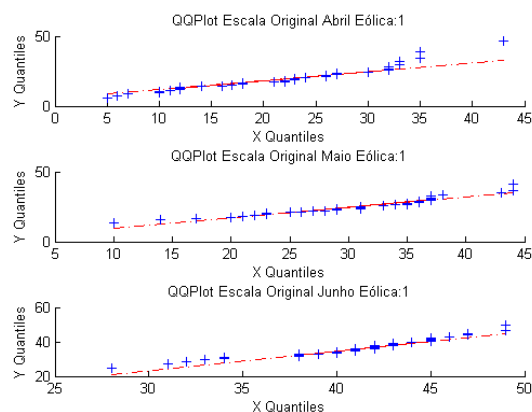 QQPlot Escala Original Abril Eólica:1
50
0
Y Quantiles
0 5 10 15 20 25 30 35 40 45
X Quantiles
QQPlot Escala Original Maio Eólica:1
50
0
Y Quantiles
5 10 15 20 25 30 35 40 45
X Quantiles
QQPlot Escala Original Junho Eólica:1
60
40
20
Y Quantiles
25 30 35 40 45 50
X Quantiles